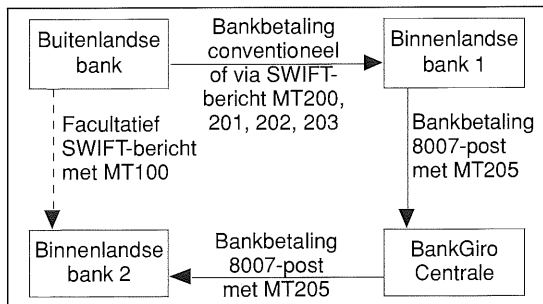 Buitenlandse
bank
Bankbetaling
conventioneel
of via SWIFT-
bericht MT200,
201, 202, 203
Binnenlandse
bank 1
Facultatief
SWIFT-bericht
met MT100
Bankbetaling
8007-post
met MT205
Binnenlandse
bank 2
Bankbetaling
8007-post
met MT205
BankGiro
Centrale